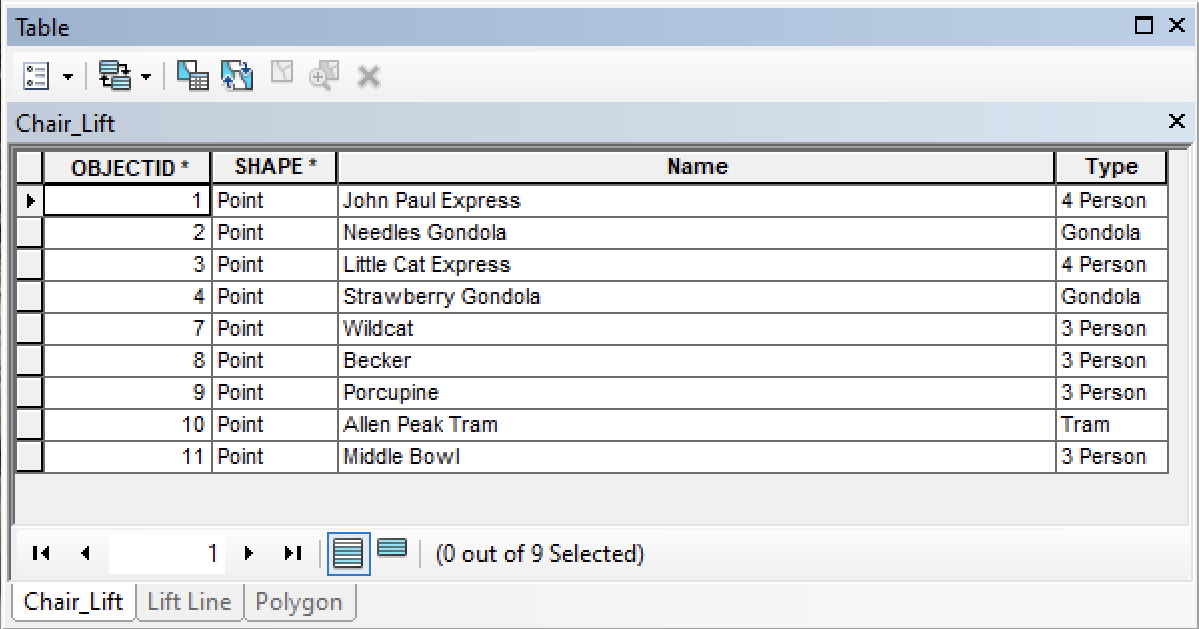 Table
Chair_Lift
OBJECTID * SHAPE * Name Type
1 Point John Paul Express 4 Person
2 Point Needles Gondola Gondola
3 Point Little Cat Express 4 Person
4 Point Strawberry Gondola Gondola
7 Point Wildcat 3 Person
8 Point Becker 3 Person
9 Point Porcupine 3 Person
10 Point Allen Peak Tram Tram
11 Point Middle Bowl 3 Person
1 (0 out of 9 Selected)
Chair_Lift Lift Line Polygon